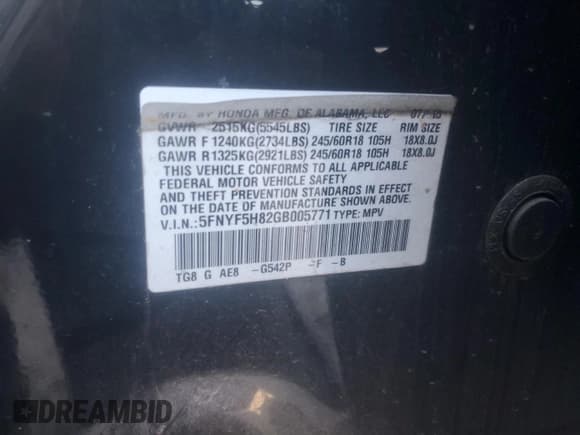 MFD. BY HONDA MFG. OF ALABAMA, LLC 07/15
GVWR 2515KG(5545LBS) TIRE SIZE RIM SIZE
GAWR F 1240KG(2734LBS) 245/60R18 105H 18X8.0J
GAWR R1325KG(2921LBS) 245/60R18 105H 18X8.0J
THIS VEHICLE CONFORMS TO ALL APPLICABLE
FEDERAL MOTOR VEHICLE SAFETY
AND THEFT PREVENTION STANDARDS IN EFFECT
ON THE DATE OF MANUFACTURE SHOWN ABOVE.
V.I.N.: 5FNYF5H82GB005771 TYPE: MPV
TG8 G AE8 -G542P -F -B
DREAMBID